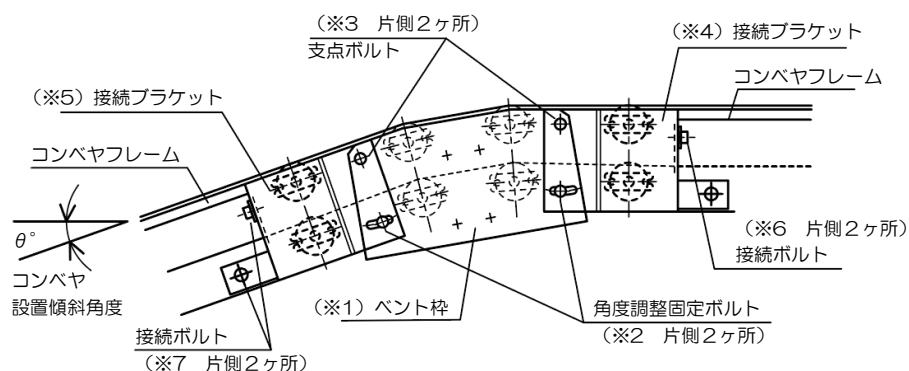 （※3　片側２ヶ所）
支点ボルト
（※4）接続ブラケット
コンベヤフレーム
（※5）接続ブラケット
コンベヤフレーム
θ°
コンベヤ
設置傾斜角度
（※6　片側２ヶ所）
接続ボルト
（※1）ベント枠
角度調整固定ボルト
（※2　片側２ヶ所）
接続ボルト
（※7　片側２ヶ所）